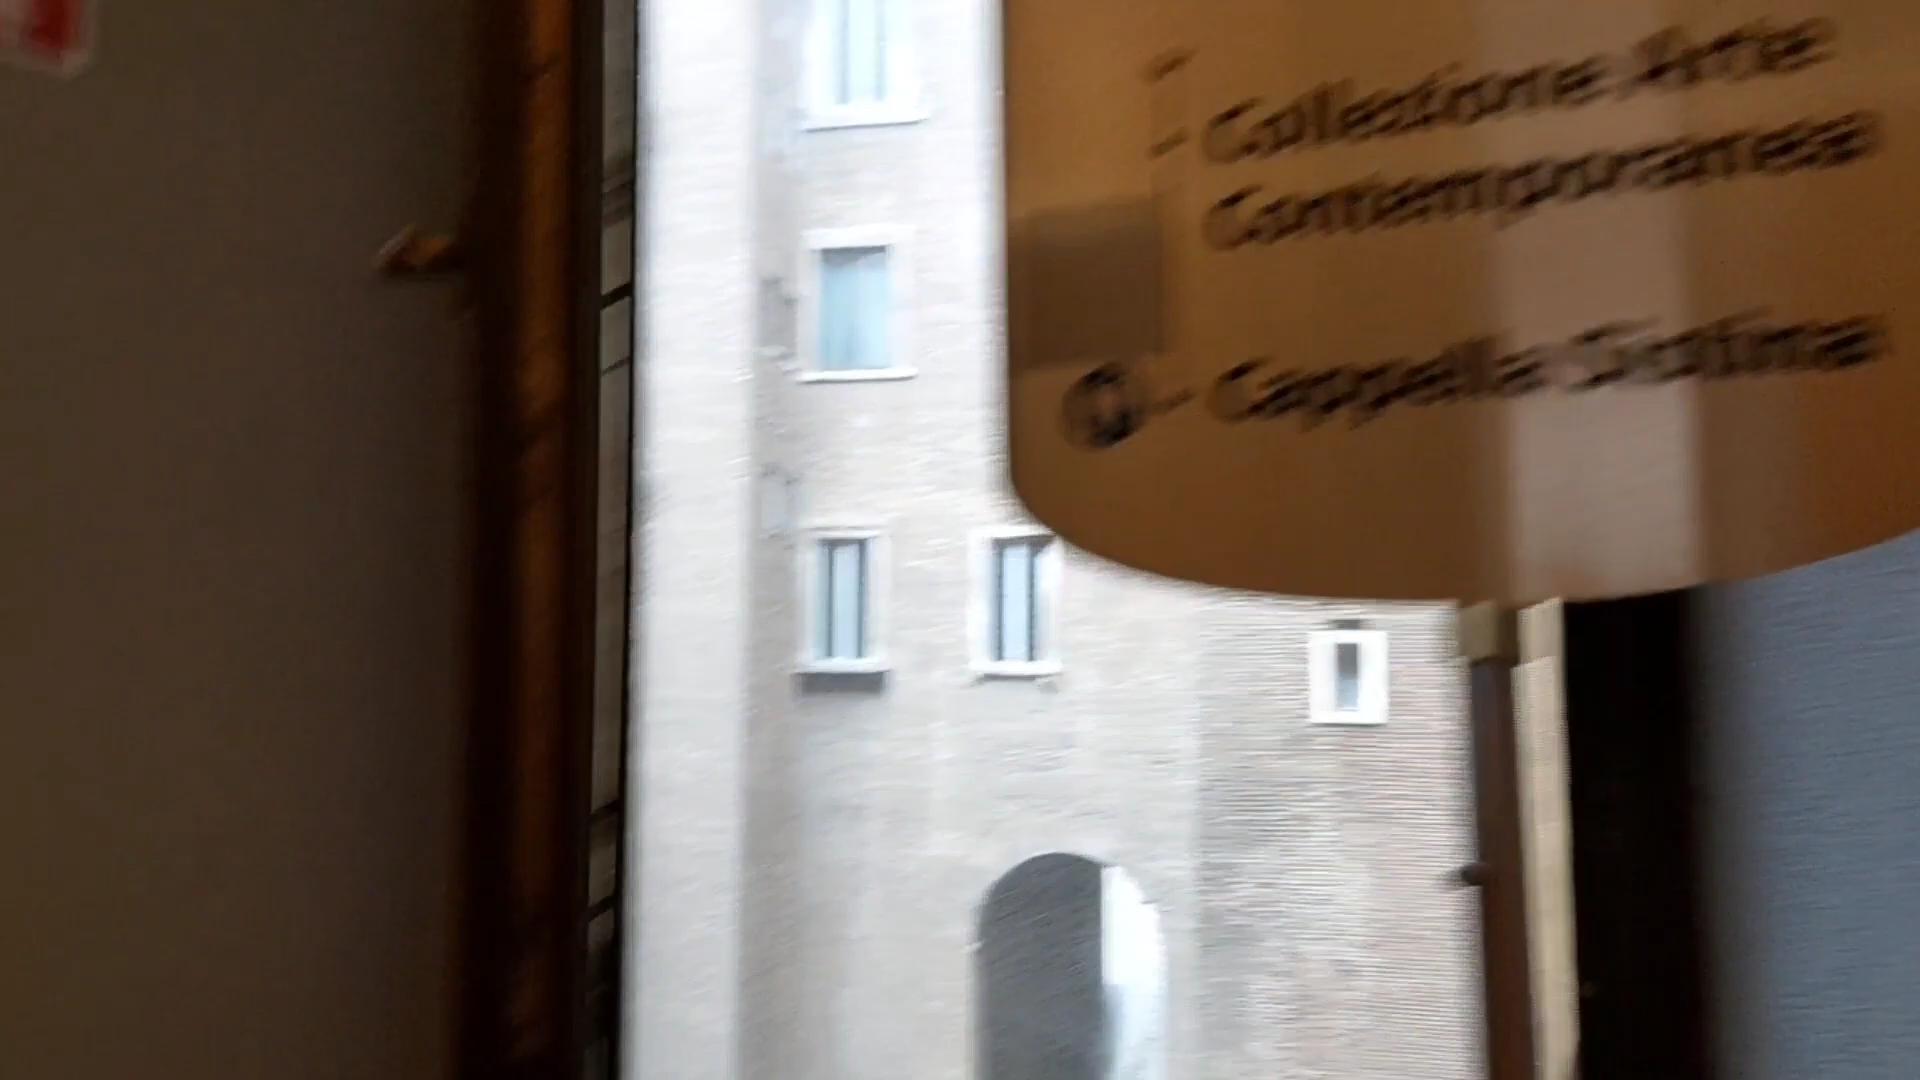 - Collezione Arte
Contemporanea
- Cappella Sistina